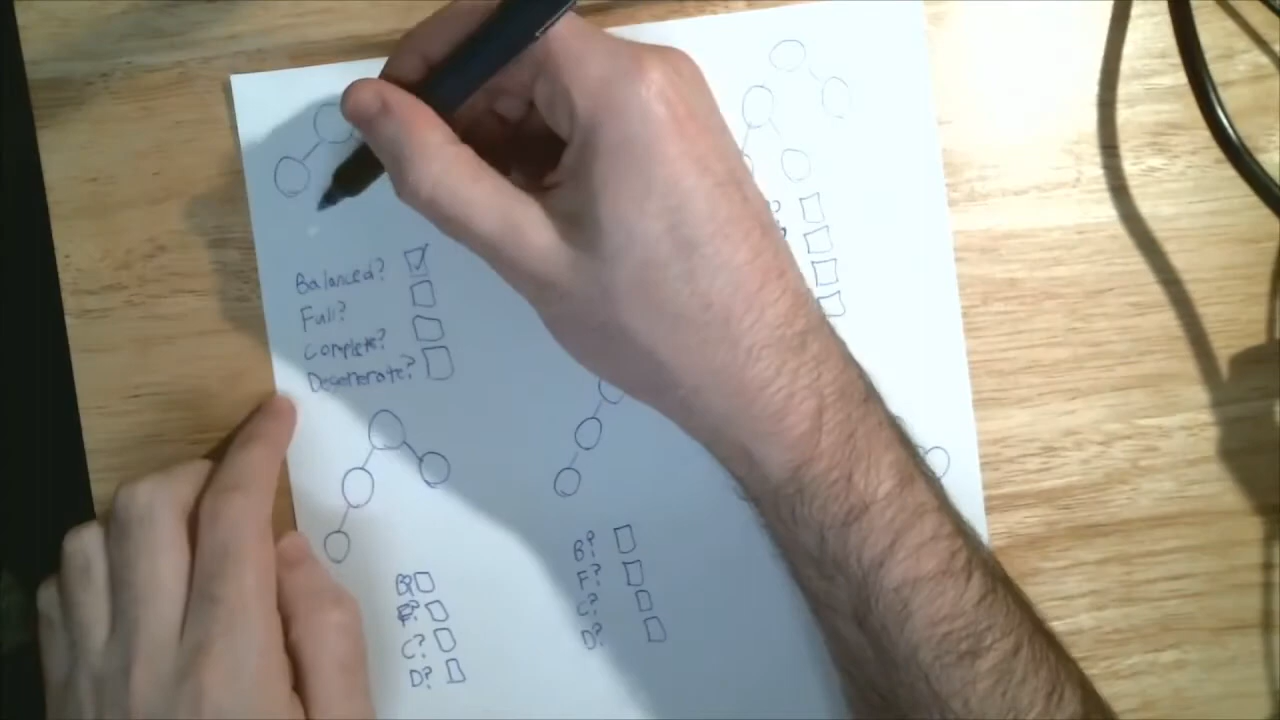 Balanced?
Full?
Complete?
Degenerate?
B?
F?
C?
D?
B?
F?
C?
D?